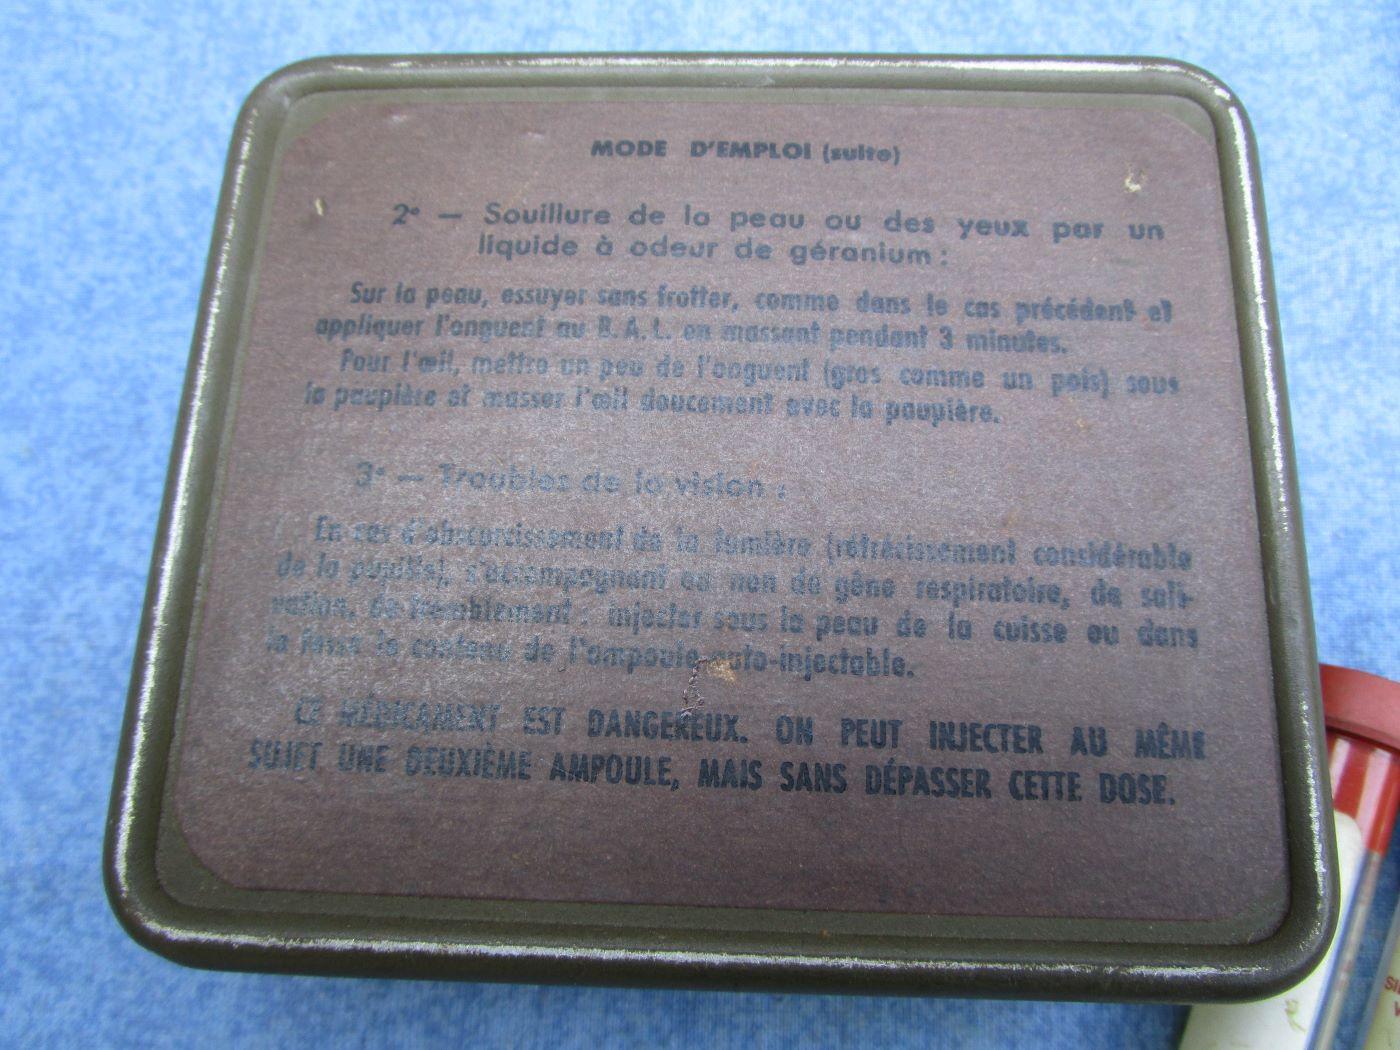 MODE D'EMPLOI (suite)
2° — Souillure de la peau ou des yeux par un
liquide à odeur de géranium :
Sur la peau, essuyer sans frotter, comme dans le cas précédent et
appliquer l'onguent au B.A.L. en massant pendant 3 minutes.
Pour l'œil, mettre un peu de l'onguent (gros comme un pois) sous
la paupière et masser l'œil doucement avec la paupière.
3° — Troubles de la vision :
En cas d'obscurcissement de la lumière (rétrécissement considérable
de la pupille), s'accompagnant ou non de gêne respiratoire, de sali-
vation, de tremblement : injecter sous la peau de la cuisse ou dans
la fesse le contenu de l'ampoule auto-injectable.
CE MÉDICAMENT EST DANGEREUX. ON PEUT INJECTER AU MÊME
SUJET UNE DEUXIÈME AMPOULE, MAIS SANS DÉPASSER CETTE DOSE.